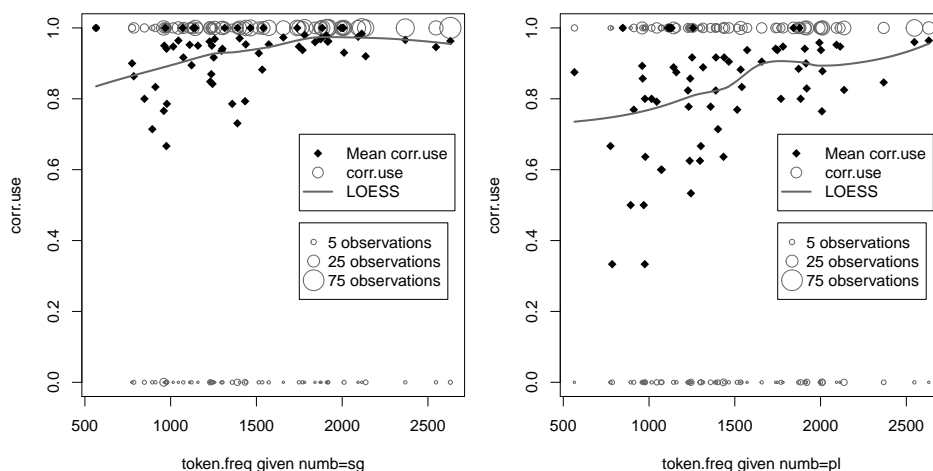 1.0
0.8
0.6
0.4
0.2
0.0
corr.use
Mean corr.use
corr.use
LOESS
5 observations
25 observations
75 observations
500 1000 1500 2000 2500
token.freq given numb=sg
1.0
0.8
0.6
0.4
0.2
0.0
corr.use
Mean corr.use
corr.use
LOESS
5 observations
25 observations
75 observations
500 1000 1500 2000 2500
token.freq given numb=pl